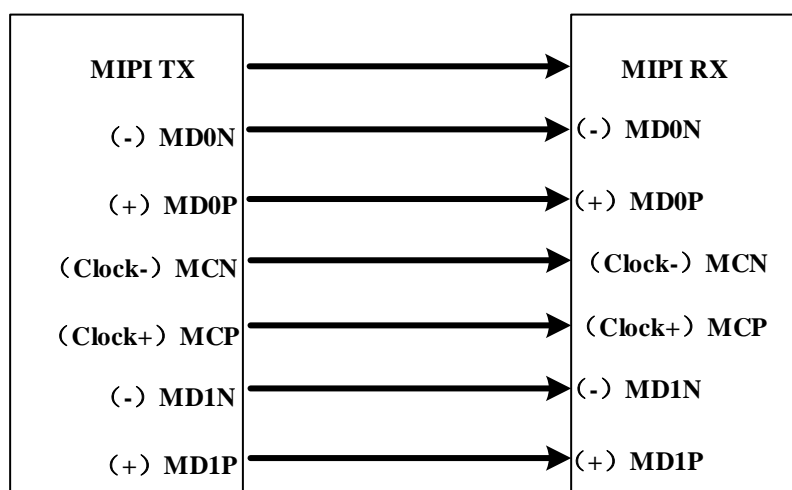 MIPI TX
(-) MD0N
(+) MD0P
(Clock-) MCN
(Clock+) MCP
(-) MD1N
(+) MD1P
MIPI RX
(-) MD0N
(+) MD0P
(Clock-) MCN
(Clock+) MCP
(-) MD1N
(+) MD1P